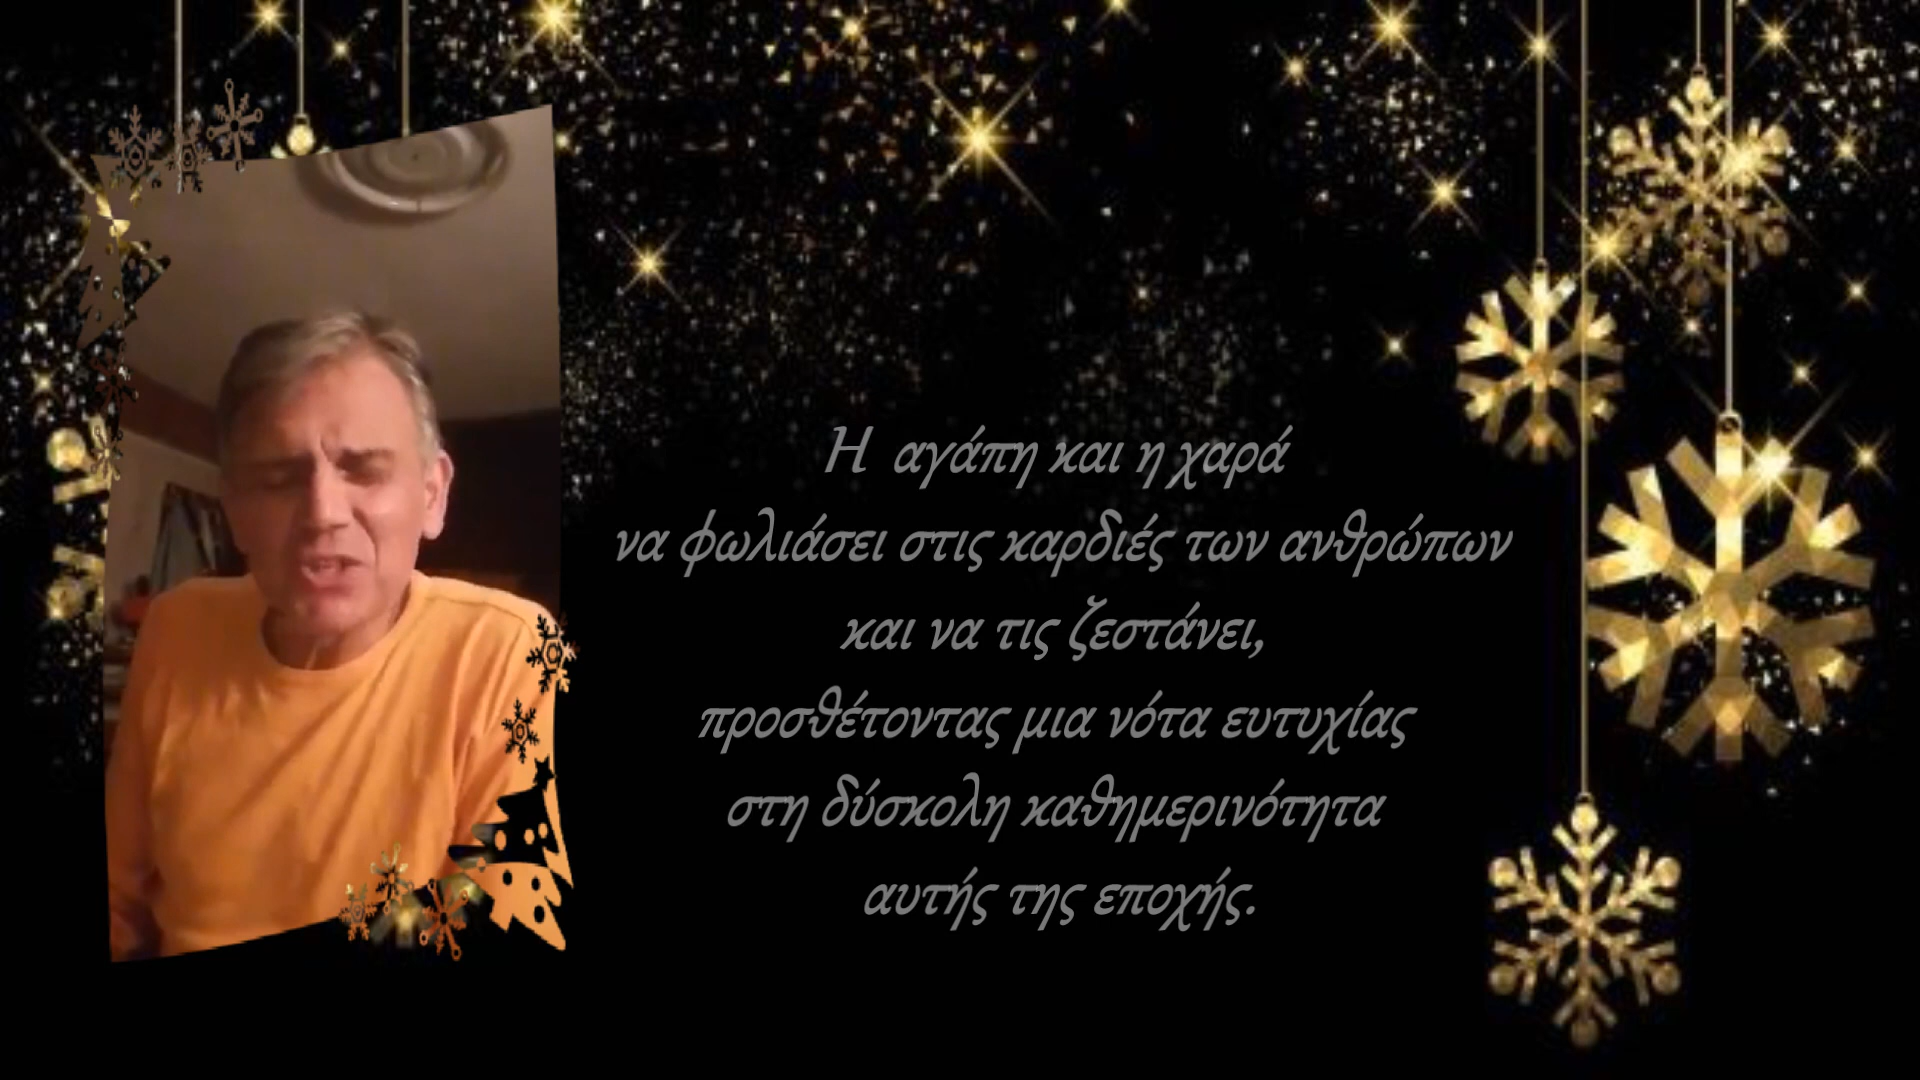 Η αγάπη και η χαρά
να φωλιάσει στις καρδιές των ανθρώπων
και να τις ζεστάνει,
προσθέτοντας μια νότα ευτυχίας
στη δύσκολη καθημερινότητα
αυτής της εποχής.